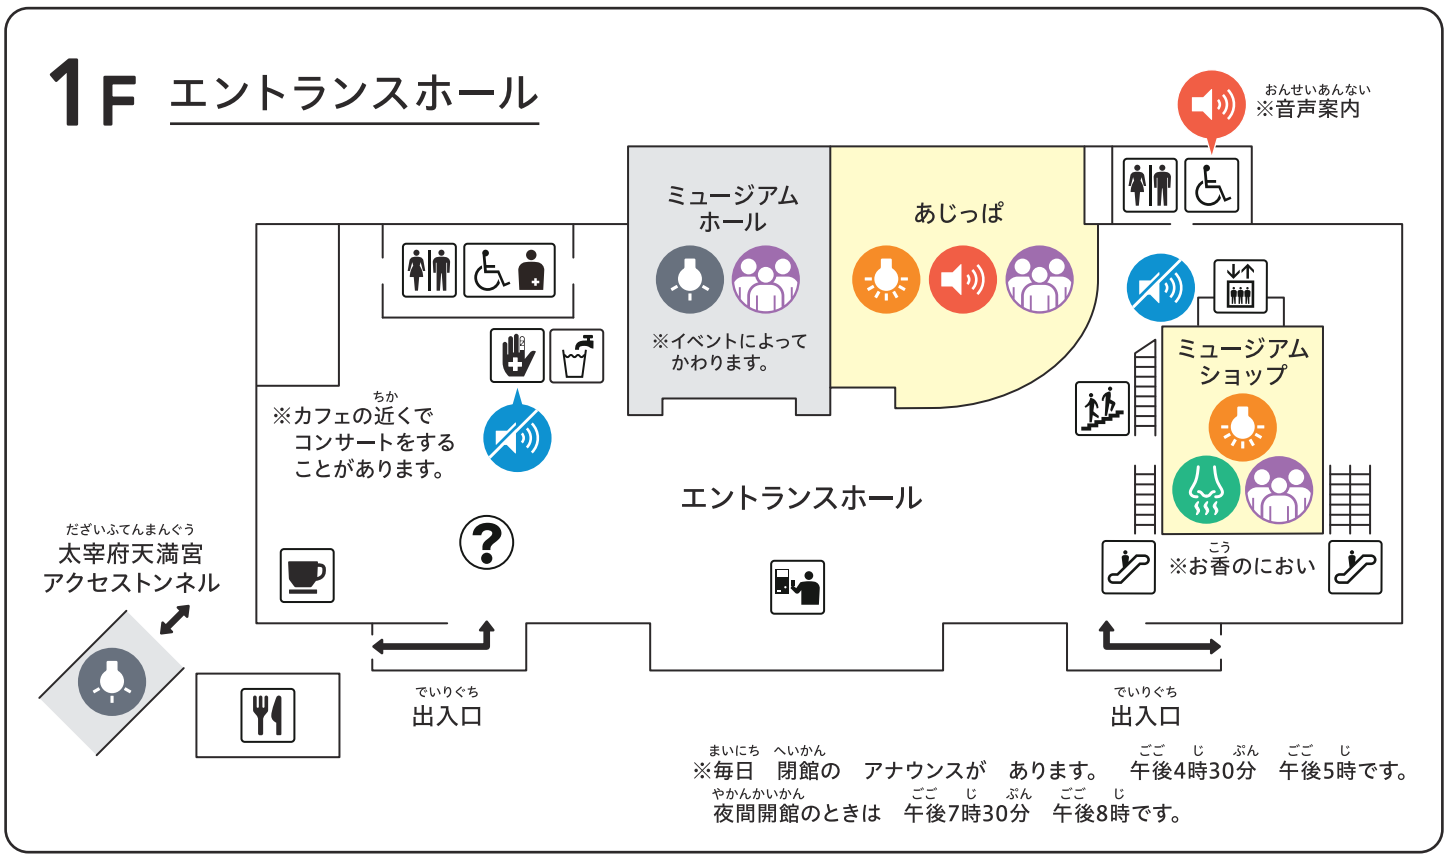 1F エントランスホール
おんせいあんない
※音声案内
ミュージアム
ホール
※イベントによって
かわります。
あじっぱ
ミュージアム
ショップ
ちか
※カフェの近くで
コンサートをする
ことがあります。
エントランスホール
?
こう
※お香のにおい
だざいふてんまんぐう
太宰府天満宮
アクセストンネル
でいりぐち
出入口
でいりぐち
出入口
まいにち へいかん ごご じ ぷん ごご じ
※毎日 閉館の アナウンスが あります。 午後4時30分 午後5時です。
やかんかいかん ごご じ ぷん ごご じ
夜間開館のときは 午後7時30分 午後8時です。